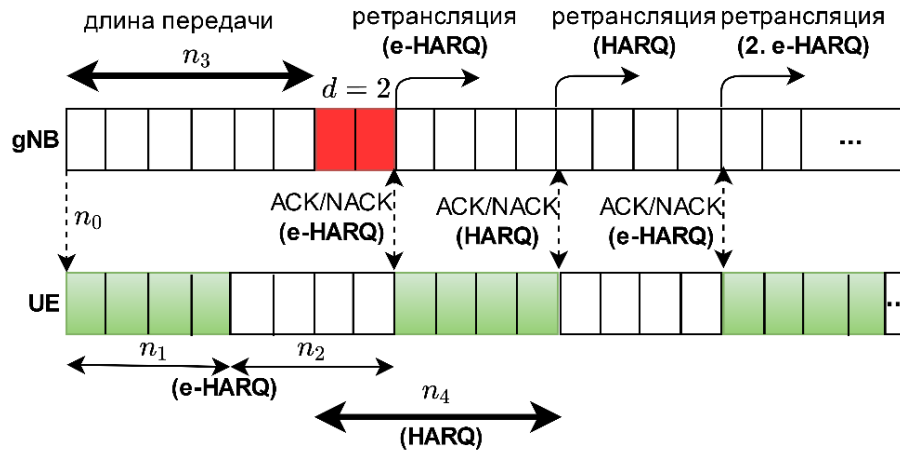 длина передачи
ретрансляция
(e-HARQ)
ретрансляция
(HARQ)
ретрансляция
(2. e-HARQ)
n₃
d = 2
gNB
...
n₀
ACK/NACK
(e-HARQ)
ACK/NACK
(HARQ)
ACK/NACK
(e-HARQ)
UE
...
n₁
(e-HARQ)
n₂
n₄
(HARQ)